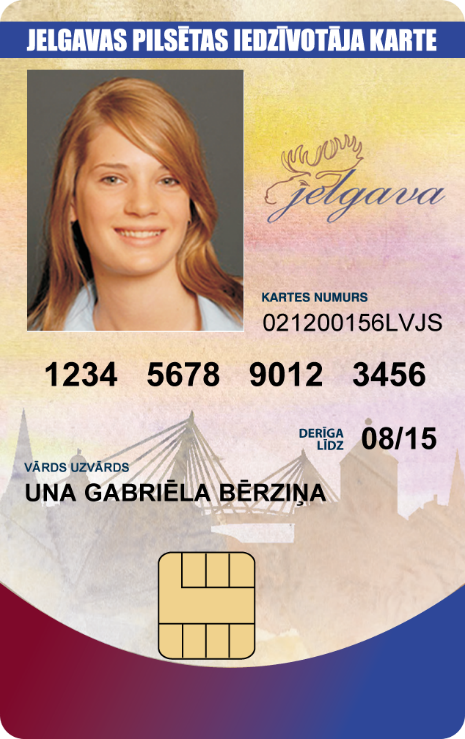 JELGAVAS PILSĒTAS IEDZĪVOTĀJA KARTE
jelgava
KARTES NUMURS
021200156LVJS
1234 5678 9012 3456
DERĪGA LĪDZ 08/15
VĀRDS UZVĀRDS
UNA GABRIĒLA BĒRZIŅA